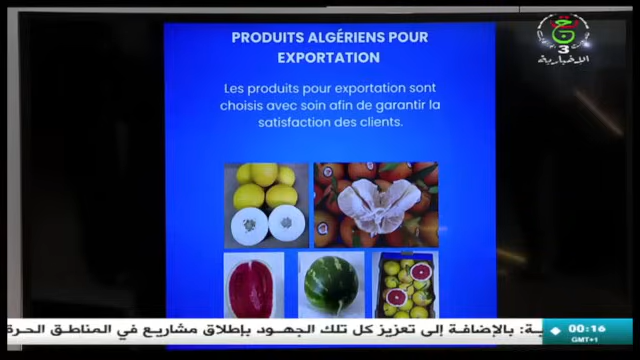 PRODUITS ALGÉRIENS POUR
EXPORTATION
Les produits pour exportation sont
choisis avec soin afin de garantir la
satisfaction des clients.
3
الإخبارية
ية: بالإضافة إلى تعزيز كل تلك الجهود بإطلاق مشاريع في المناطق الحرة
00:16
GMT+1